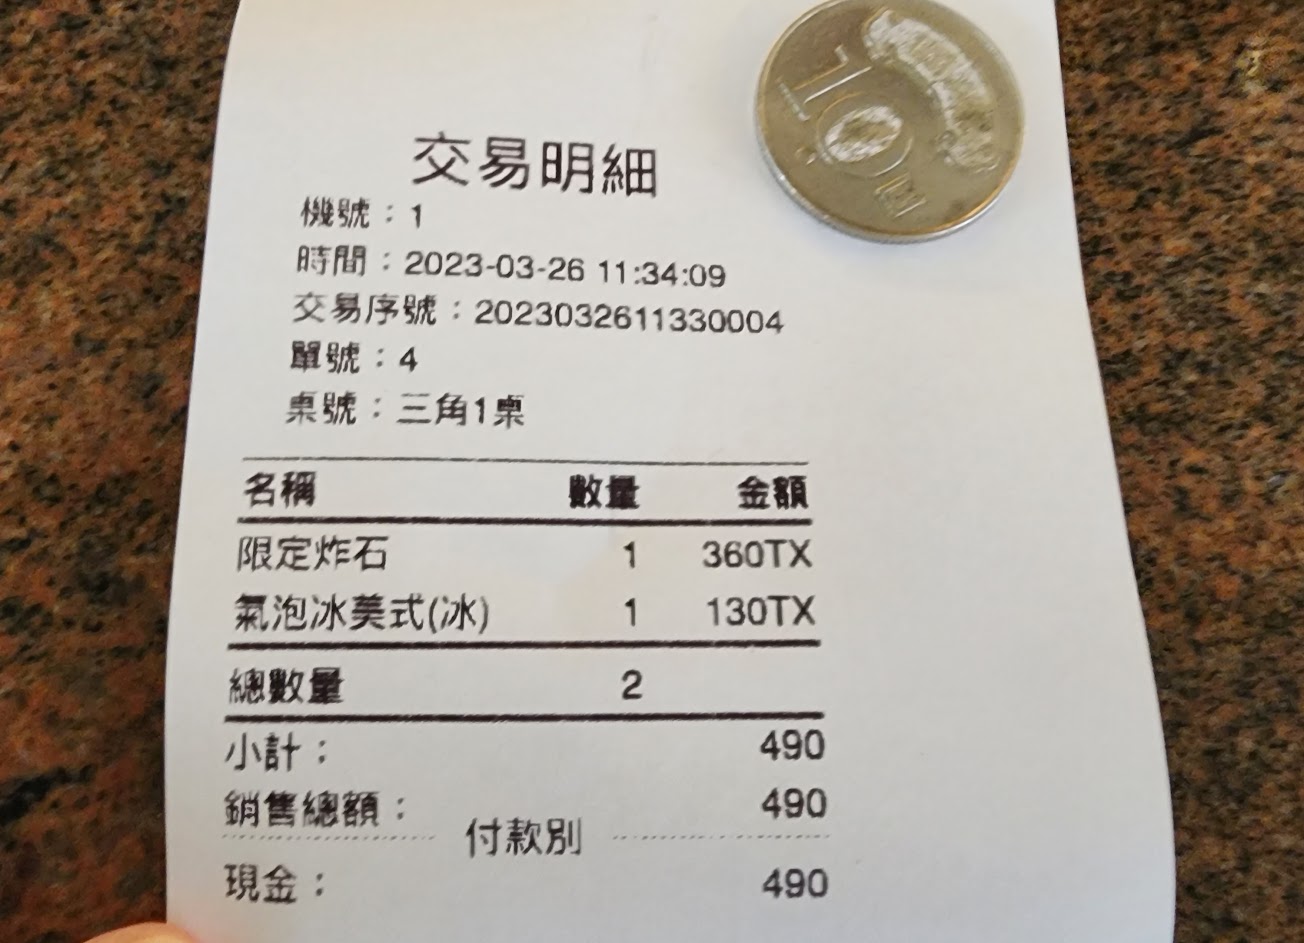 10圓
交易明細
機號：1
時間：2023-03-26 11:34:09
交易序號：2023032611330004
單號：4
桌號：三角1桌
名稱 數量 金額
限定炸石 1 360TX
氣泡冰美式(冰) 1 130TX
總數量 2
小計： 490
銷售總額： 490
付款別
現金： 490